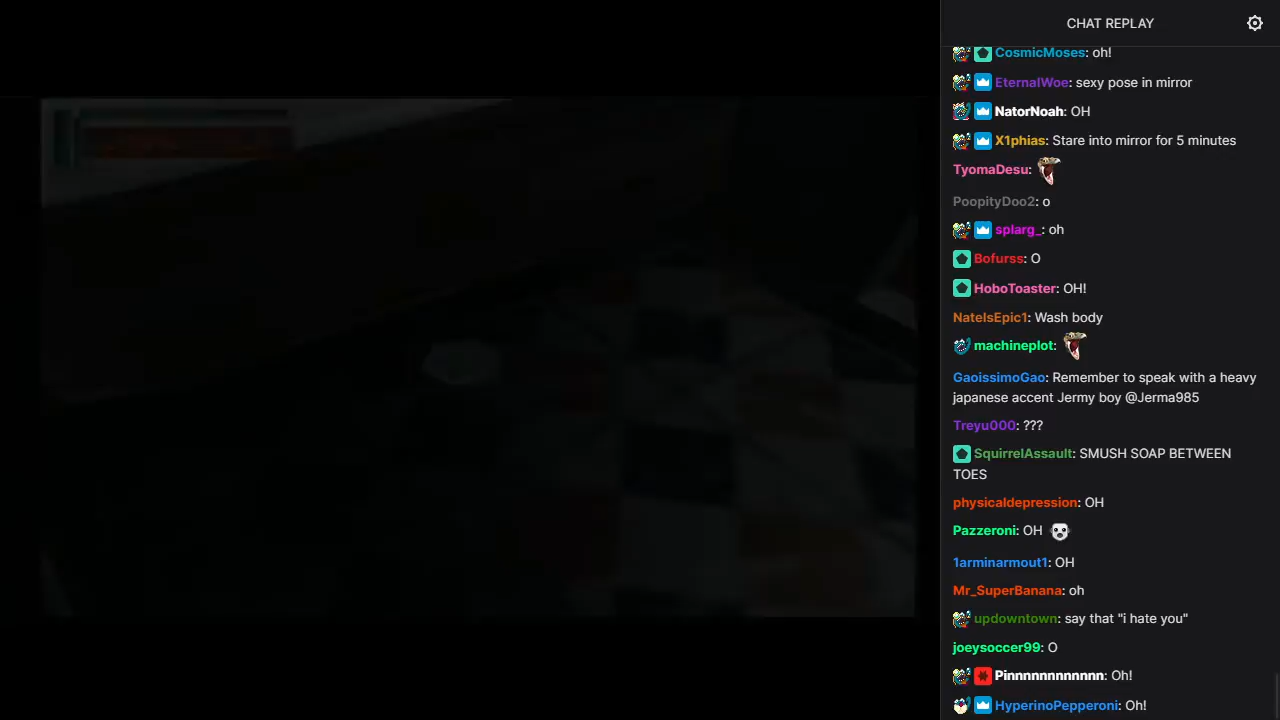 CHAT REPLAY
CosmicMoses: oh!
EternalWoe: sexy pose in mirror
NatorNoah: OH
X1phias: Stare into mirror for 5 minutes
TyomaDesu:
PoopityDoo2: o
splarg_: oh
Bofurss: O
HoboToaster: OH!
NateIsEpic1: Wash body
machineplot:
GaoissimoGao: Remember to speak with a heavy
japanese accent Jermy boy @Jerma985
Treyu000: ???
SquirrelAssault: SMUSH SOAP BETWEEN
TOES
physicaldepression: OH
Pazzeroni: OH
1arminarmout1: OH
Mr_SuperBanana: oh
updowntown: say that "i hate you"
joeysoccer99: O
Pinnnnnnnnnnnn: Oh!
HyperinoPepperoni: Oh!